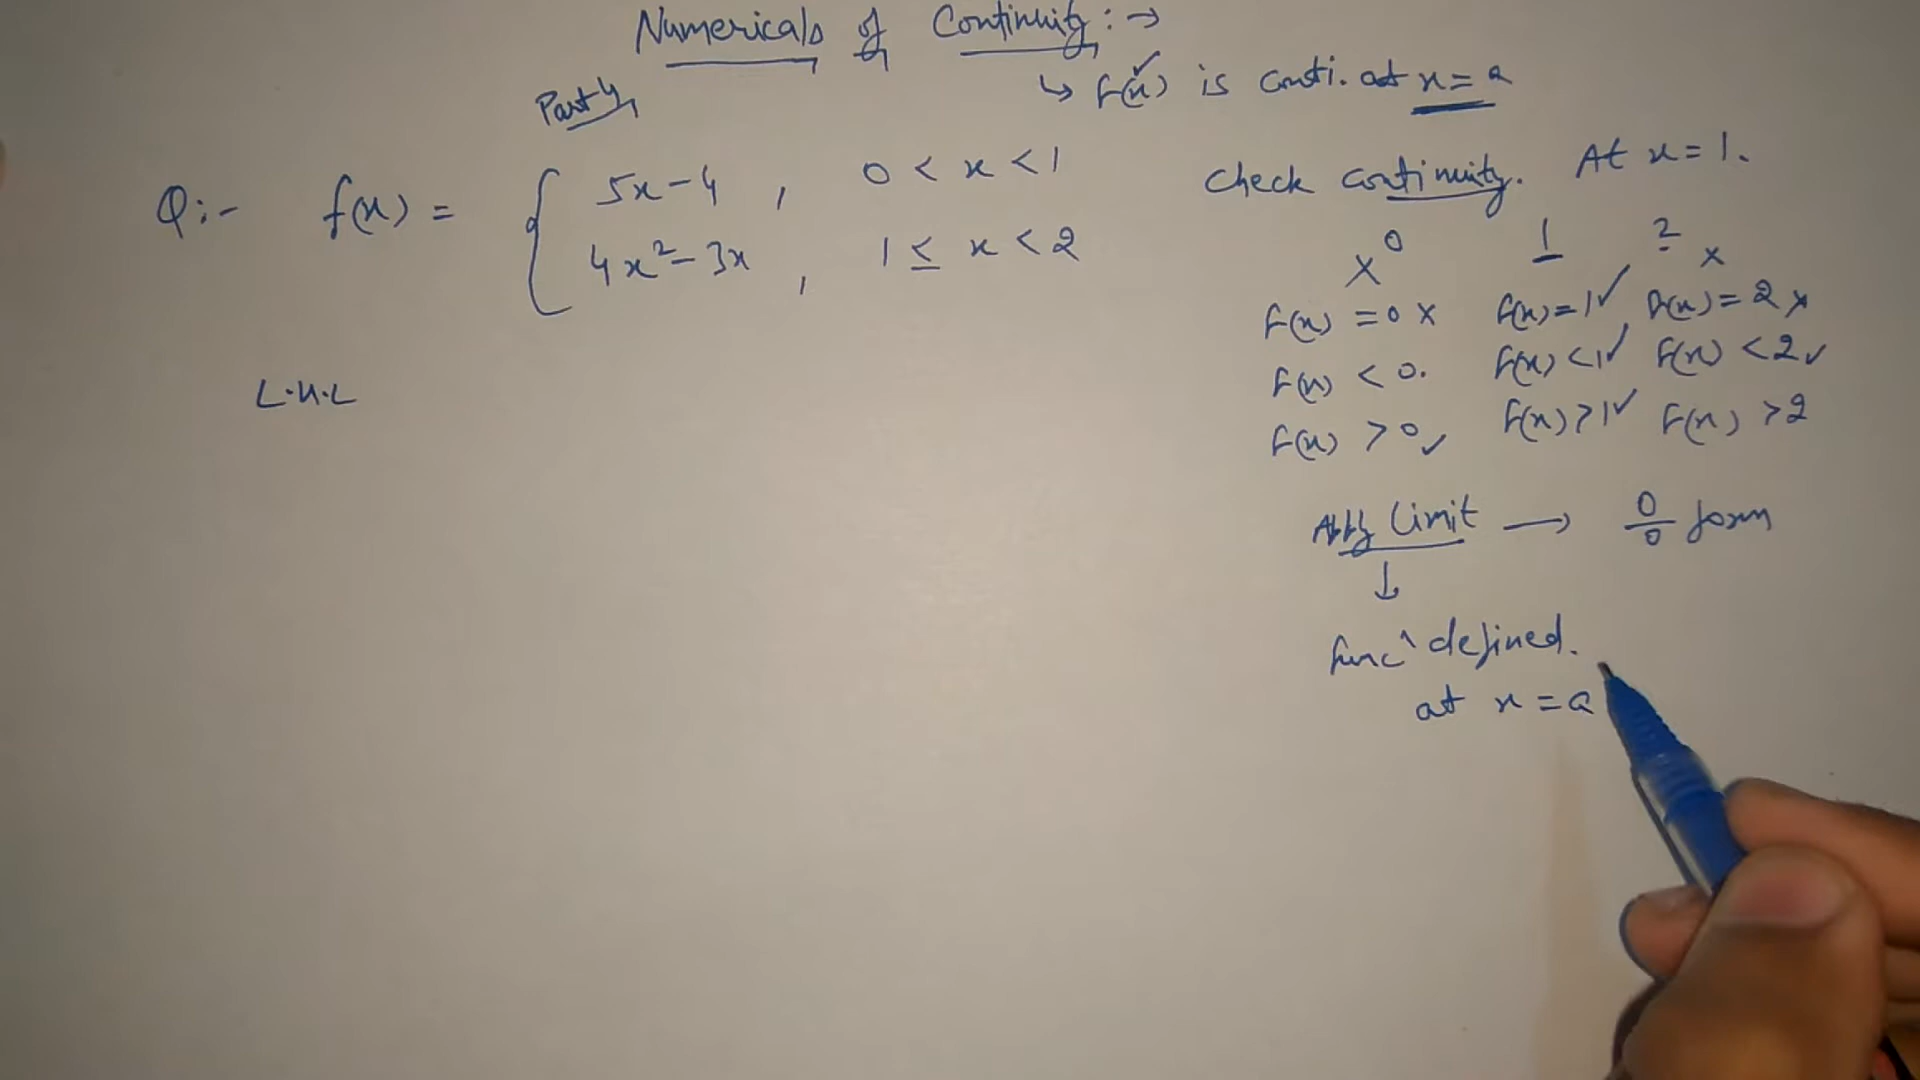 Numericals of Continuity :→
Part 4
↳ f(x) ✓ is conti. at x = a
Q:- f(x) = { 5x-4 , 0 < x < 1
4x²-3x , 1 ≤ x < 2
Check continuity. At x = 1.
x 0 1 2 x
f(x) = 0 x f(x) = 1 ✓ f(x) = 2 x
f(x) < 0. f(x) < 1 ✓ f(x) < 2 ✓
f(x) > 0 ✓ f(x) > 1 ✓ f(x) > 2
L.H.L
Apply Limit → 0/0 form
↓
funcⁿ defined.
at x = a